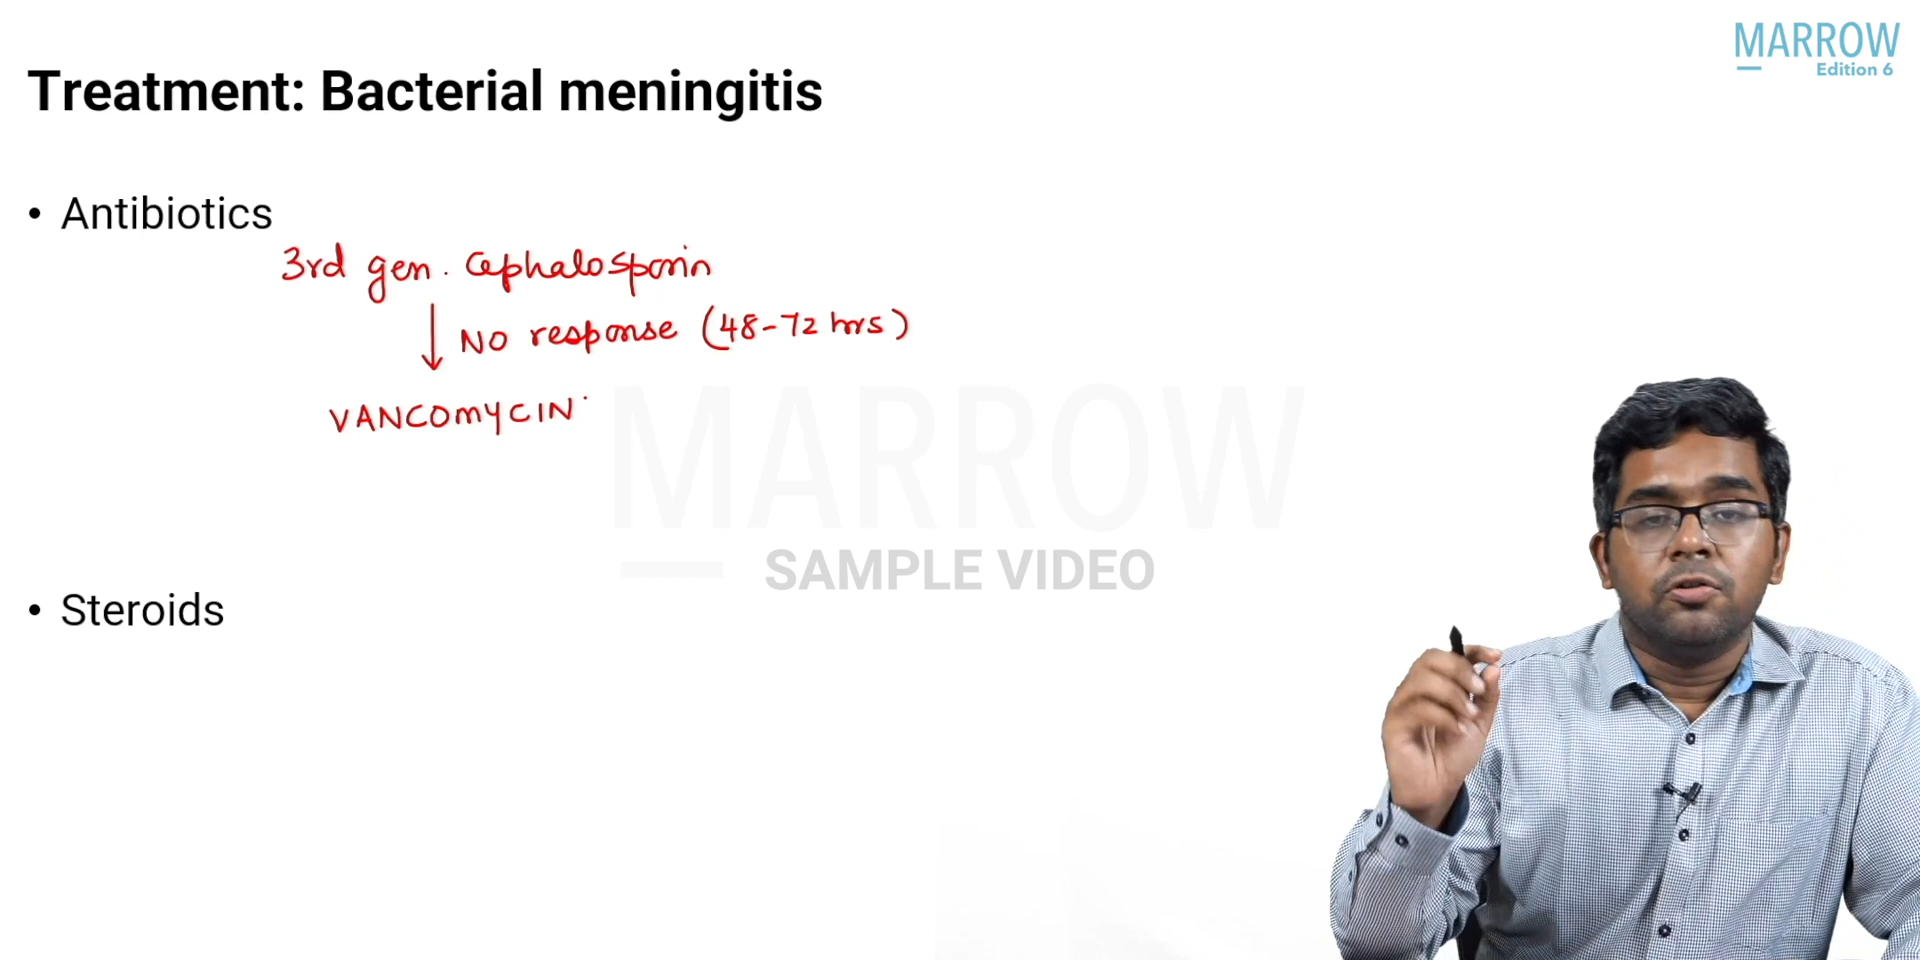 MARROW
Edition 6
Treatment: Bacterial meningitis
• Antibiotics
3rd gen. cephalosporin
↓ NO response (48-72 hrs)
VANCOMYCIN
MARROW
SAMPLE VIDEO
• Steroids